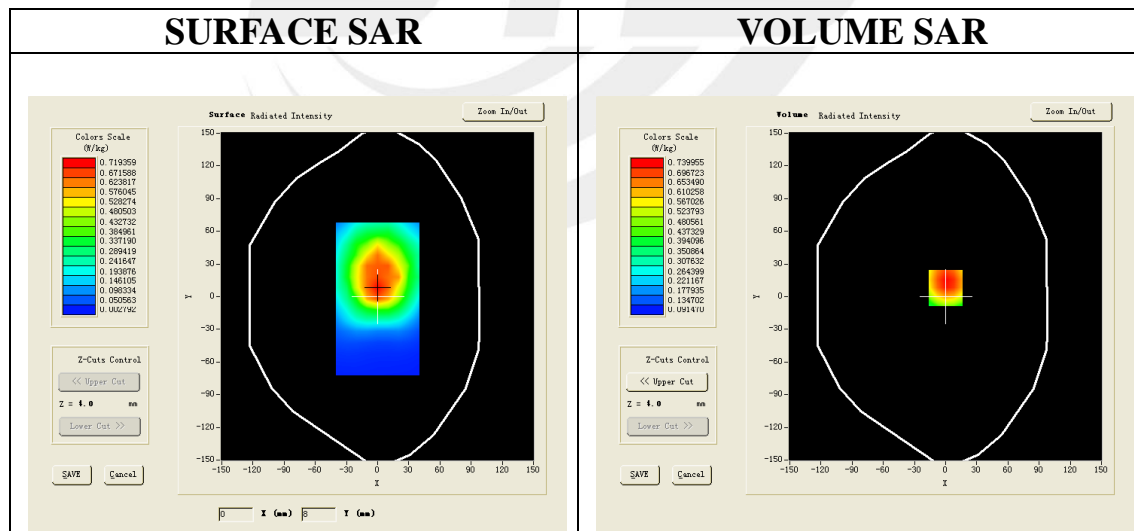 SURFACE SAR
VOLUME SAR
Surface Radiated Intensity
Zoom In/Out
Colors Scale
(W/kg)
0.719359
0.671588
0.623817
0.576045
0.528274
0.480503
0.432732
0.384961
0.337190
0.289419
0.241647
0.193876
0.146105
0.098334
0.050563
0.002792
150
120
90
60
30
0
-30
-60
-90
-120
-150
Y
-150 -120 -90 -60 -30 0 30 60 90 120 150
X
Z-Cuts Control
<< Upper Cut
Z = 4.0 mm
Lower Cut >>
SAVE Cancel
0 X (mm) 8 Y (mm)
Volume Radiated Intensity
Zoom In/Out
Colors Scale
(W/kg)
0.739955
0.696723
0.653490
0.610258
0.567026
0.523793
0.480561
0.437329
0.394096
0.350864
0.307632
0.264399
0.221167
0.177935
0.134702
0.091470
150
120
90
60
30
0
-30
-60
-90
-120
-150
Y
-150 -120 -90 -60 -30 0 30 60 90 120 150
X
Z-Cuts Control
<< Upper Cut
Z = 4.0 mm
Lower Cut >>
SAVE Cancel